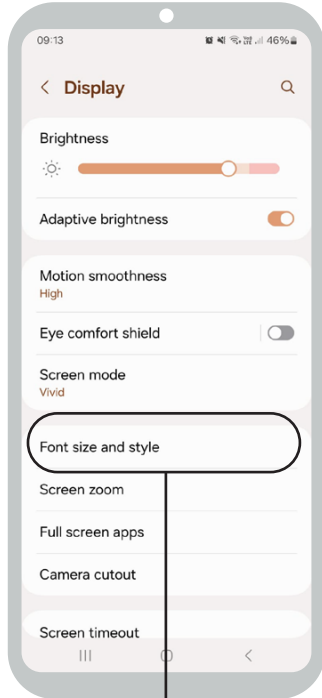 09:13
46%
Display
Brightness
Adaptive brightness
Motion smoothness
High
Eye comfort shield
Screen mode
Vivid
Font size and style
Screen zoom
Full screen apps
Camera cutout
Screen timeout